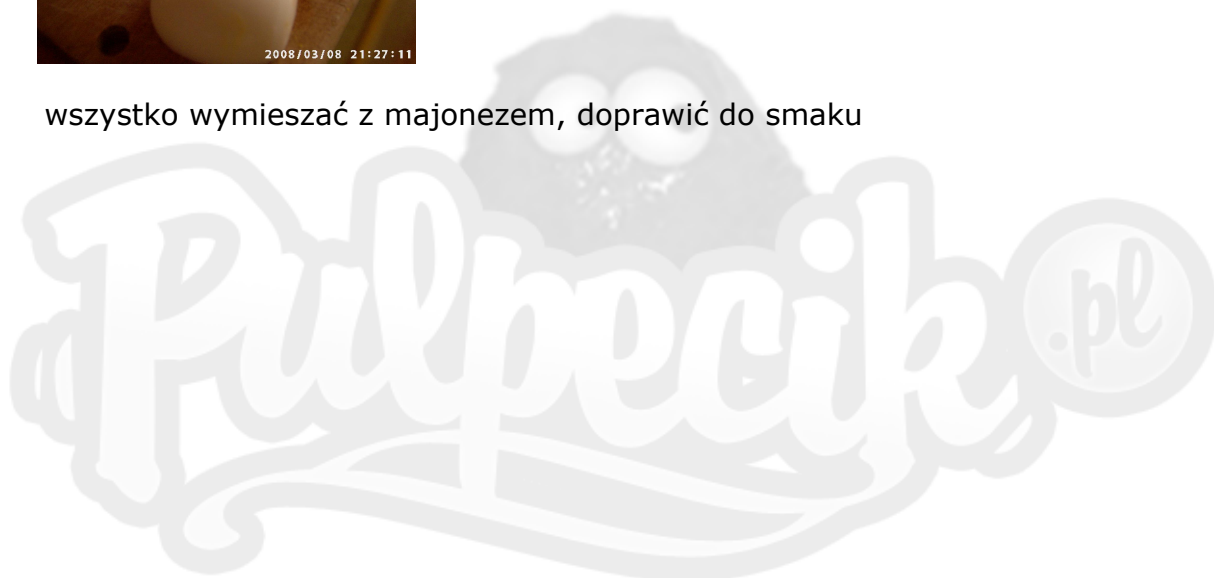 2008/03/08 21:27:11
wszystko wymieszać z majonezem, doprawić do smaku
Pulpecik.pl